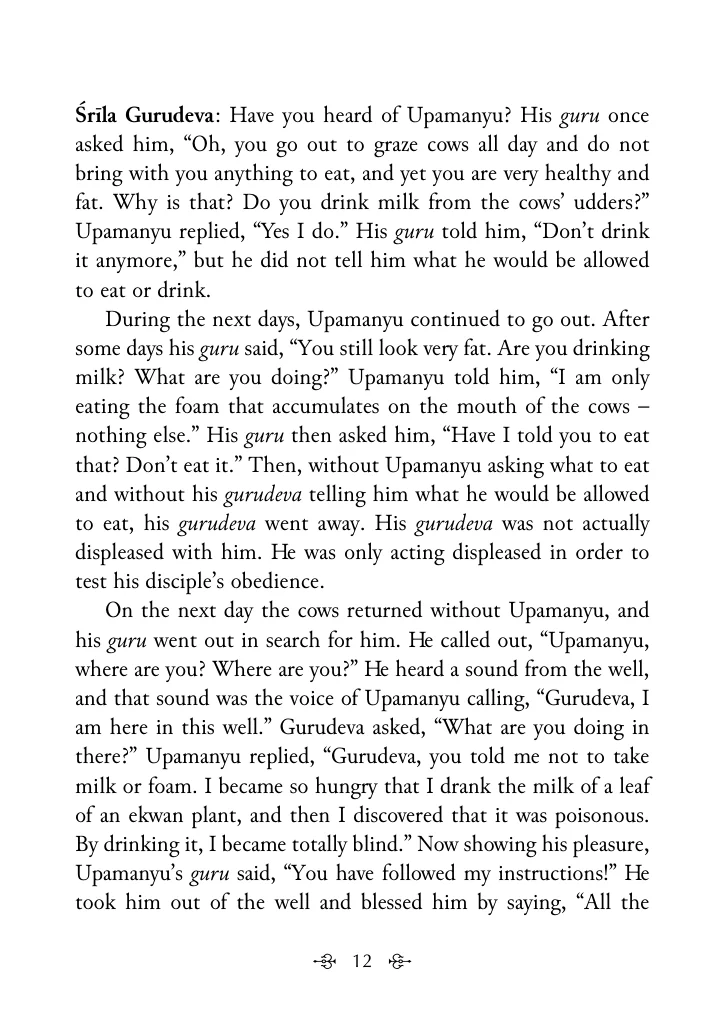 Śrīla Gurudeva: Have you heard of Upamanyu? His guru once
asked him, “Oh, you go out to graze cows all day and do not
bring with you anything to eat, and yet you are very healthy and
fat. Why is that? Do you drink milk from the cows’ udders?”
Upamanyu replied, “Yes I do.” His guru told him, “Don’t drink
it anymore,” but he did not tell him what he would be allowed
to eat or drink.
During the next days, Upamanyu continued to go out. After
some days his guru said, “You still look very fat. Are you drinking
milk? What are you doing?” Upamanyu told him, “I am only
eating the foam that accumulates on the mouth of the cows –
nothing else.” His guru then asked him, “Have I told you to eat
that? Don’t eat it.” Then, without Upamanyu asking what to eat
and without his gurudeva telling him what he would be allowed
to eat, his gurudeva went away. His gurudeva was not actually
displeased with him. He was only acting displeased in order to
test his disciple’s obedience.
On the next day the cows returned without Upamanyu, and
his guru went out in search for him. He called out, “Upamanyu,
where are you? Where are you?” He heard a sound from the well,
and that sound was the voice of Upamanyu calling, “Gurudeva, I
am here in this well.” Gurudeva asked, “What are you doing in
there?” Upamanyu replied, “Gurudeva, you told me not to take
milk or foam. I became so hungry that I drank the milk of a leaf
of an ekwan plant, and then I discovered that it was poisonous.
By drinking it, I became totally blind.” Now showing his pleasure,
Upamanyu’s guru said, “You have followed my instructions!” He
took him out of the well and blessed him by saying, “All the
12